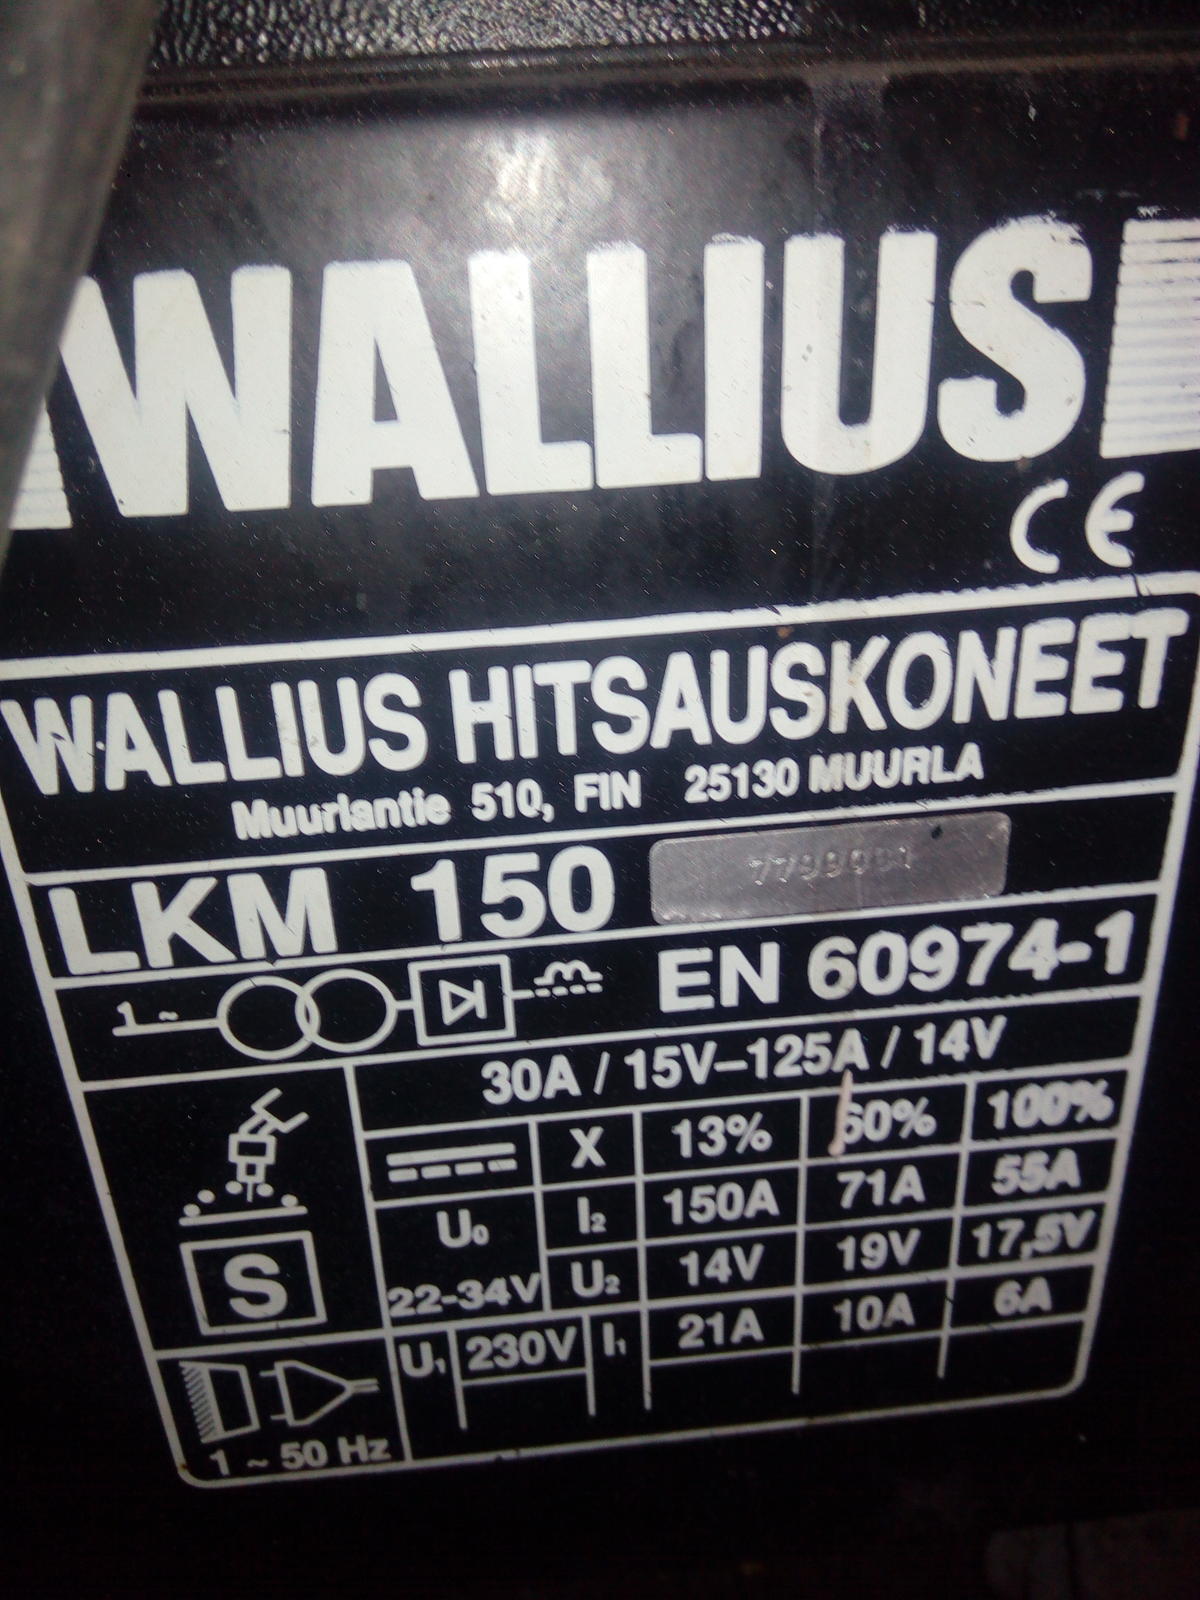 WALLIUS
CE
WALLIUS HITSAUSKONEET
Muurlantie 510, FIN 25130 MUURLA
LKM 150
1 ~ EN 60974-1
30A / 15V–125A / 14V
X 13% 60% 100%
U₀ I₂ 150A 71A 55A
22-34V U₂ 14V 19V 17,5V
S
U₁ 230V I₁ 21A 10A 6A
1 ~ 50 Hz